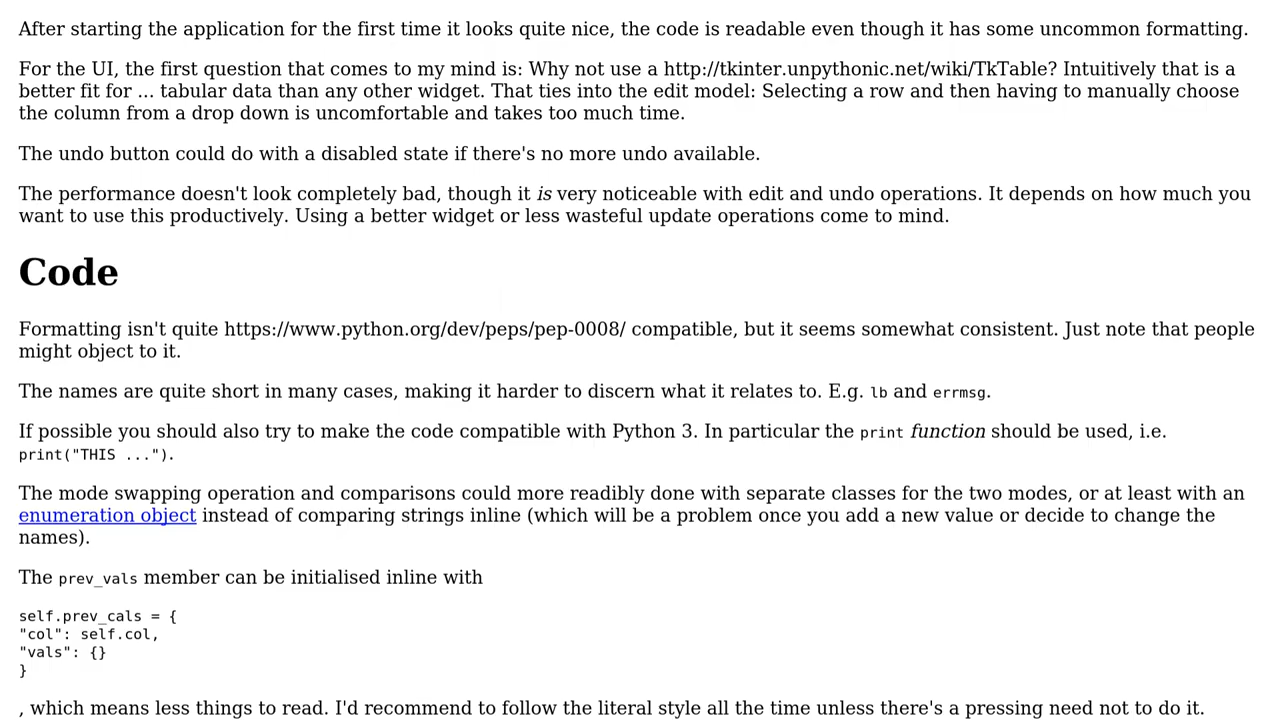 After starting the application for the first time it looks quite nice, the code is readable even though it has some uncommon formatting.
For the UI, the first question that comes to my mind is: Why not use a http://tkinter.unpythonic.net/wiki/TkTable? Intuitively that is a
better fit for ... tabular data than any other widget. That ties into the edit model: Selecting a row and then having to manually choose
the column from a drop down is uncomfortable and takes too much time.
The undo button could do with a disabled state if there's no more undo available.
The performance doesn't look completely bad, though it is very noticeable with edit and undo operations. It depends on how much you
want to use this productively. Using a better widget or less wasteful update operations come to mind.
Code
Formatting isn't quite https://www.python.org/dev/peps/pep-0008/ compatible, but it seems somewhat consistent. Just note that people
might object to it.
The names are quite short in many cases, making it harder to discern what it relates to. E.g. lb and errmsg.
If possible you should also try to make the code compatible with Python 3. In particular the print function should be used, i.e.
print("THIS ...").
The mode swapping operation and comparisons could more readibly done with separate classes for the two modes, or at least with an
enumeration object instead of comparing strings inline (which will be a problem once you add a new value or decide to change the
names).
The prev_vals member can be initialised inline with
self.prev_cals = {
"col": self.col,
"vals": {}
}
, which means less things to read. I'd recommend to follow the literal style all the time unless there's a pressing need not to do it.